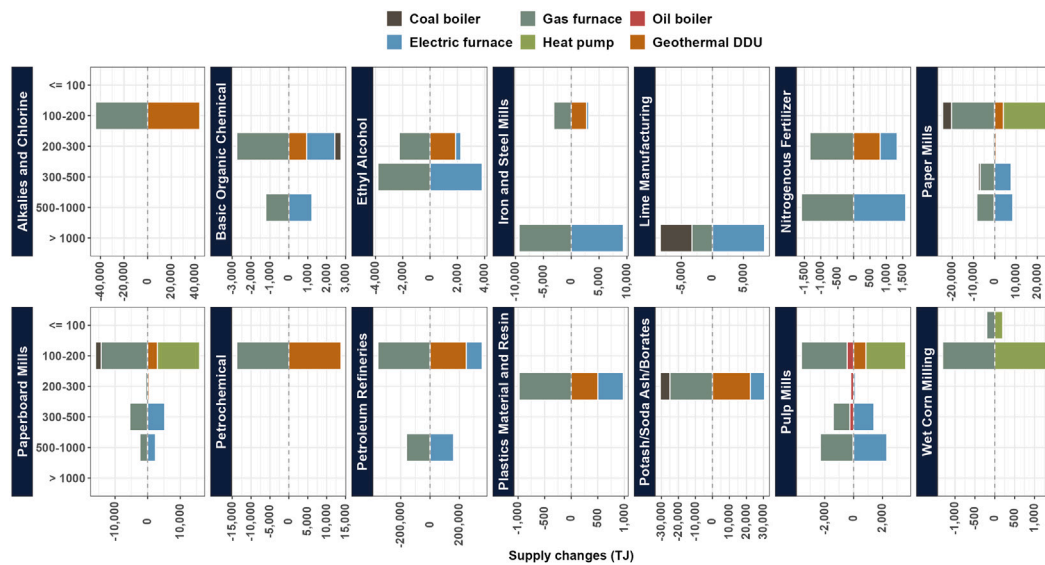 Coal boiler Gas furnace Oil boiler
Electric furnace Heat pump Geothermal DDU
Alkalies and Chlorine
<= 100
100-200
200-300
300-500
500-1000
> 1000
-40,000 -20,000 0 20,000 40,000
Basic Organic Chemical
-3,000 -2,000 -1,000 0 1,000 2,000 3,000
Ethyl Alcohol
-4,000 -2,000 0 2,000 4,000
Iron and Steel Mills
-10,000 -5,000 0 5,000 10,000
Lime Manufacturing
-5,000 0 5,000
Nitrogenous Fertilizer
-1,500 -1,000 -500 0 500 1,000 1,500
Paper Mills
-20,000 -10,000 0 10,000 20,000
Paperboard Mills
<= 100
100-200
200-300
300-500
500-1000
> 1000
-10,000 0 10,000
Petrochemical
-15,000 -10,000 -5,000 0 5,000 10,000 15,000
Petroleum Refineries
-200,000 0 200,000
Plastics Material and Resin
-1,000 -500 0 500 1,000
Potash/Soda Ash/Borates
-30,000 -20,000 -10,000 0 10,000 20,000 30,000
Pulp Mills
-2,000 0 2,000
Wet Corn Milling
-10,000 -5,000 0 5,000 10,000
Supply changes (TJ)